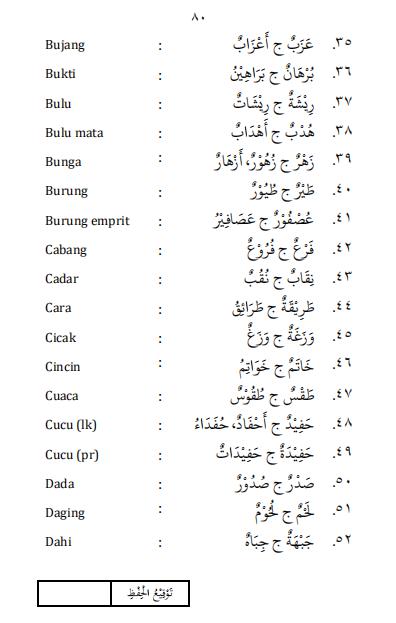 ٨٠
Bujang : ٣٥. عَزَبٌ ج أَعْزَابٌ
Bukti : ٣٦. بُرْهَانٌ ج بَرَاهِيْنُ
Bulu : ٣٧. رِيْشَةٌ ج رِيْشَاتٌ
Bulu mata : ٣٨. هُدْبٌ ج أَهْدَابٌ
Bunga : ٣٩. زَهْرٌ ج زُهُوْرٌ، أَزْهَارٌ
Burung : ٤٠. طَيْرٌ ج طُيُوْرٌ
Burung emprit : ٤١. عُصْفُوْرٌ ج عَصَافِيْرُ
Cabang : ٤٢. فَرْعٌ ج فُرُوْعٌ
Cadar : ٤٣. نِقَابٌ ج نُقُبٌ
Cara : ٤٤. طَرِيْقَةٌ ج طَرَائِقُ
Cicak : ٤٥. وَزَغَةٌ ج وَزَغٌ
Cincin : ٤٦. خَاتَمٌ ج خَوَاتِمُ
Cuaca : ٤٧. طَقْسٌ ج طُقُوْسٌ
Cucu (lk) : ٤٨. حَفِيْدٌ ج أَحْفَادٌ، حُفَدَاءُ
Cucu (pr) : ٤٩. حَفِيْدَةٌ ج حَفِيْدَاتٌ
Dada : ٥٠. صَدْرٌ ج صُدُوْرٌ
Daging : ٥١. لَحْمٌ ج لُحُوْمٌ
Dahi : ٥٢. جَبْهَةٌ ج جِبَاهٌ
تَوْقِيْعُ الْحِفْظِ